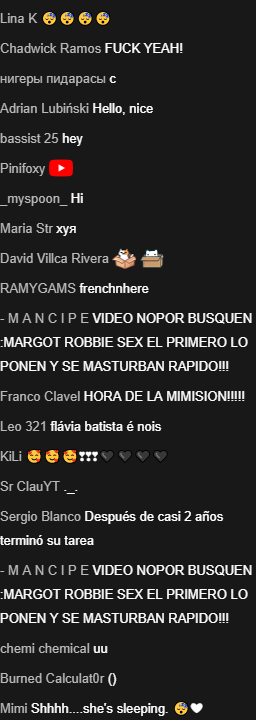 Lina K 😴😴😴😴
Chadwick Ramos FUCK YEAH!
нигеры пидарасы с
Adrian Lubiński Hello, nice
bassist 25 hey
Pinifoxy
_myspoon_ Hi
Maria Str хуя
David Villca Rivera
RAMYGAMS frenchnhere
- M A N C I P E VIDEO NOPOR BUSQUEN
:MARGOT ROBBIE SEX EL PRIMERO LO
PONEN Y SE MASTURBAN RAPIDO!!!
Franco Clavel HORA DE LA MIMISION!!!!!
Leo 321 flávia batista é nois
KiLi 🥰🥰🥰❣❣❣🖤🖤🖤🖤
Sr ClauYT ._.
Sergio Blanco Después de casi 2 años
terminó su tarea
- M A N C I P E VIDEO NOPOR BUSQUEN
:MARGOT ROBBIE SEX EL PRIMERO LO
PONEN Y SE MASTURBAN RAPIDO!!!
chemi chemical uu
Burned Calculat0r ()
Mimi Shhhh....she's sleeping. 😴🤍